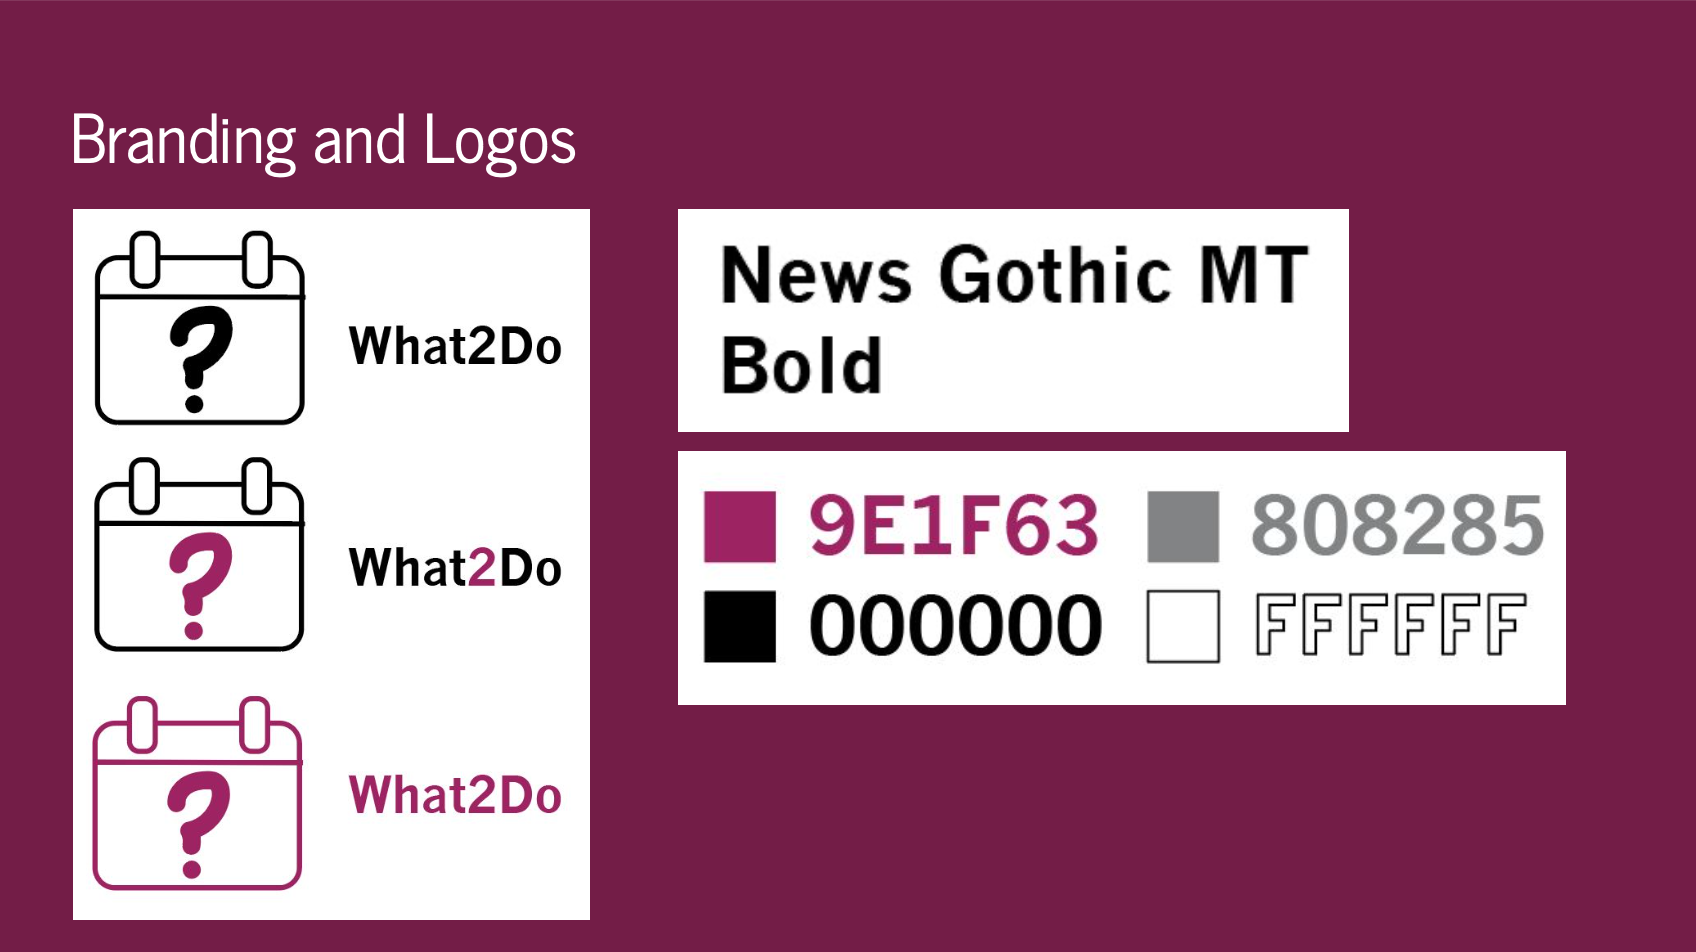 Branding and Logos
?
What2Do
?
What2Do
?
What2Do
News Gothic MT
Bold
9E1F63 808285
000000 FFFFFF